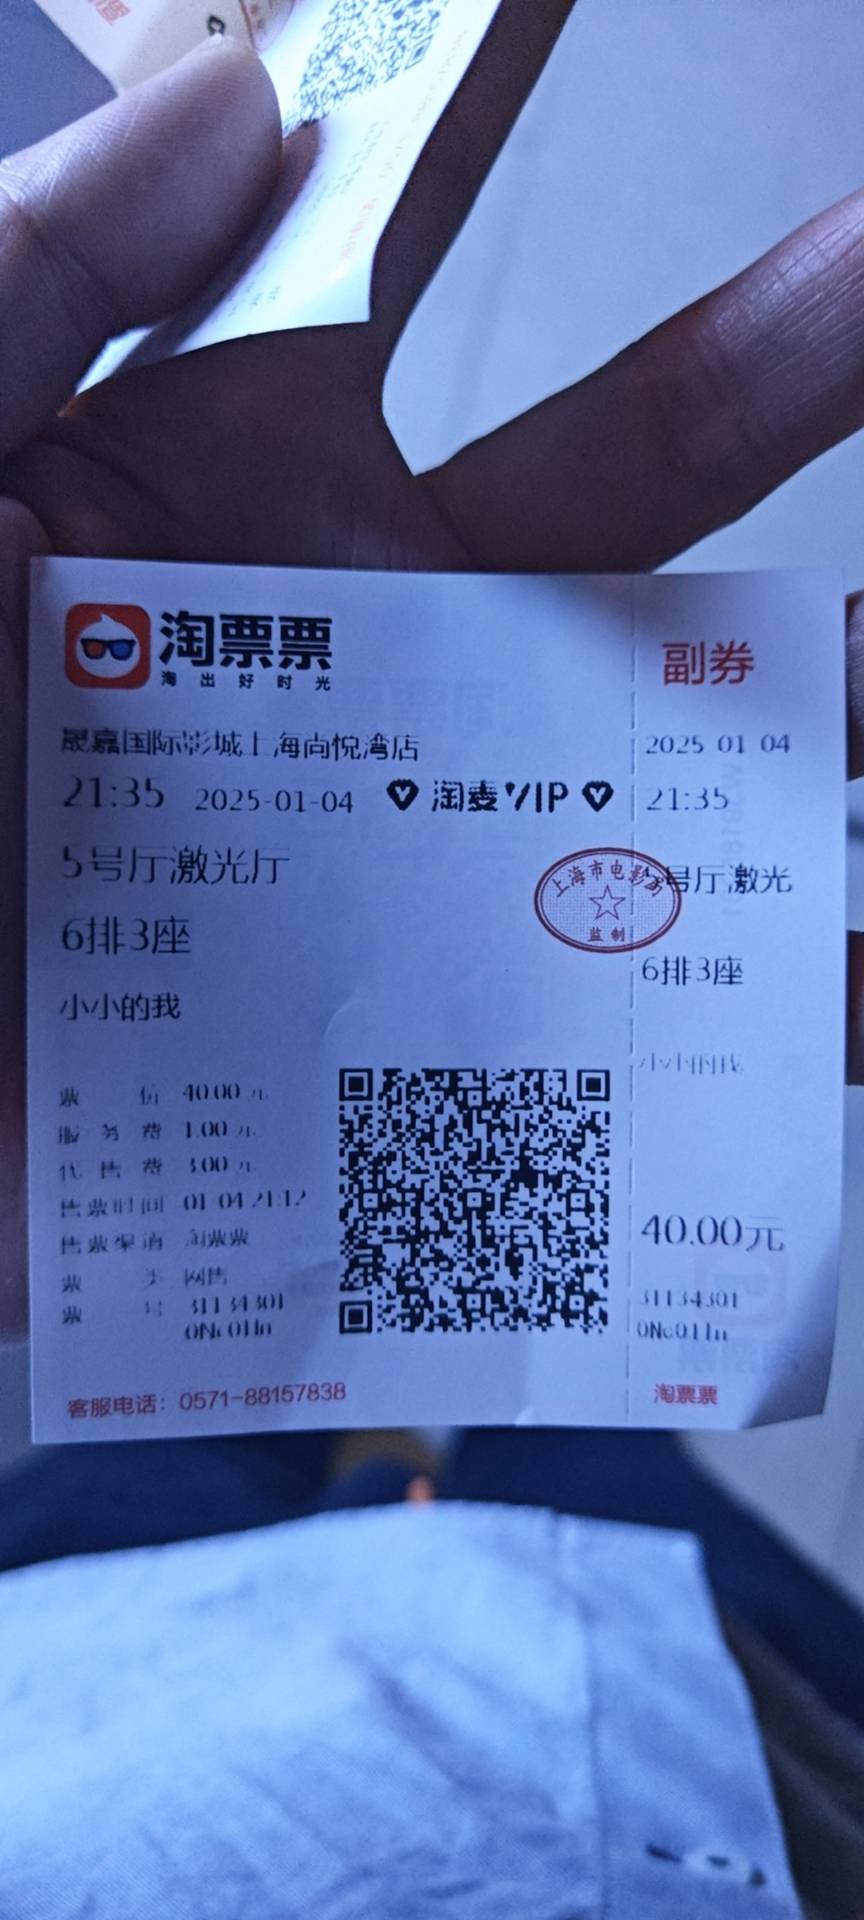 淘票票
淘出好时光
副券
晟嘉国际影城上海尚悦湾店
2025-01-04
21:35 2025-01-04 淘麦VIP
21:35
5号厅激光厅
上海市电影局
监制
号厅激光
6排3座
6排3座
小小的我
小小的我
票价 40.00元
服务费 1.00元
代售费 3.00元
售票时间 01-04 21:12
售票渠道 淘票票
票类 网售
票号 31134301
40.00元
31134301
客服电话：0571-88157838
淘票票